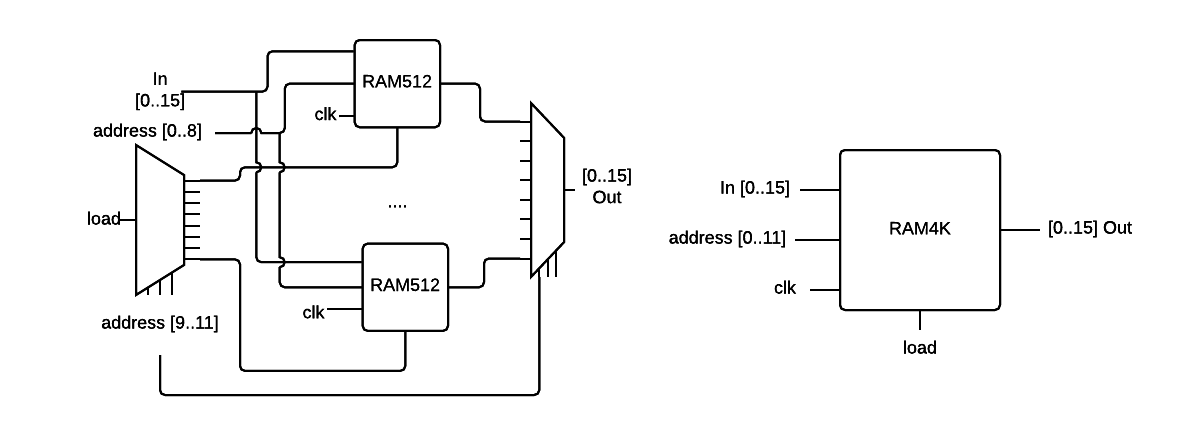 RAM512
In
[0..15]
clk
address [0..8]
load
....
[0..15]
Out
RAM512
clk
address [9..11]
In [0..15]
address [0..11]
clk
RAM4K
[0..15] Out
load